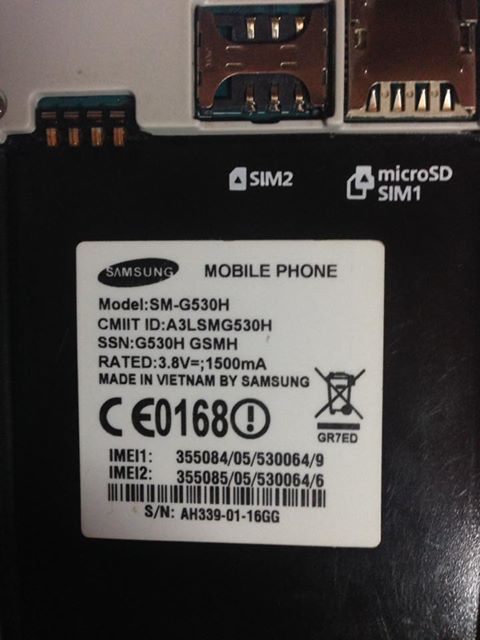 SIM2
microSD
SIM1
SAMSUNG MOBILE PHONE
Model:SM-G530H
CMIIT ID:A3LSMG530H
SSN:G530H GSMH
RATED:3.8V=;1500mA
MADE IN VIETNAM BY SAMSUNG
CE0168!
GR7ED
IMEI1: 355084/05/530064/9
IMEI2: 355085/05/530064/6
S/N: AH339-01-16GG